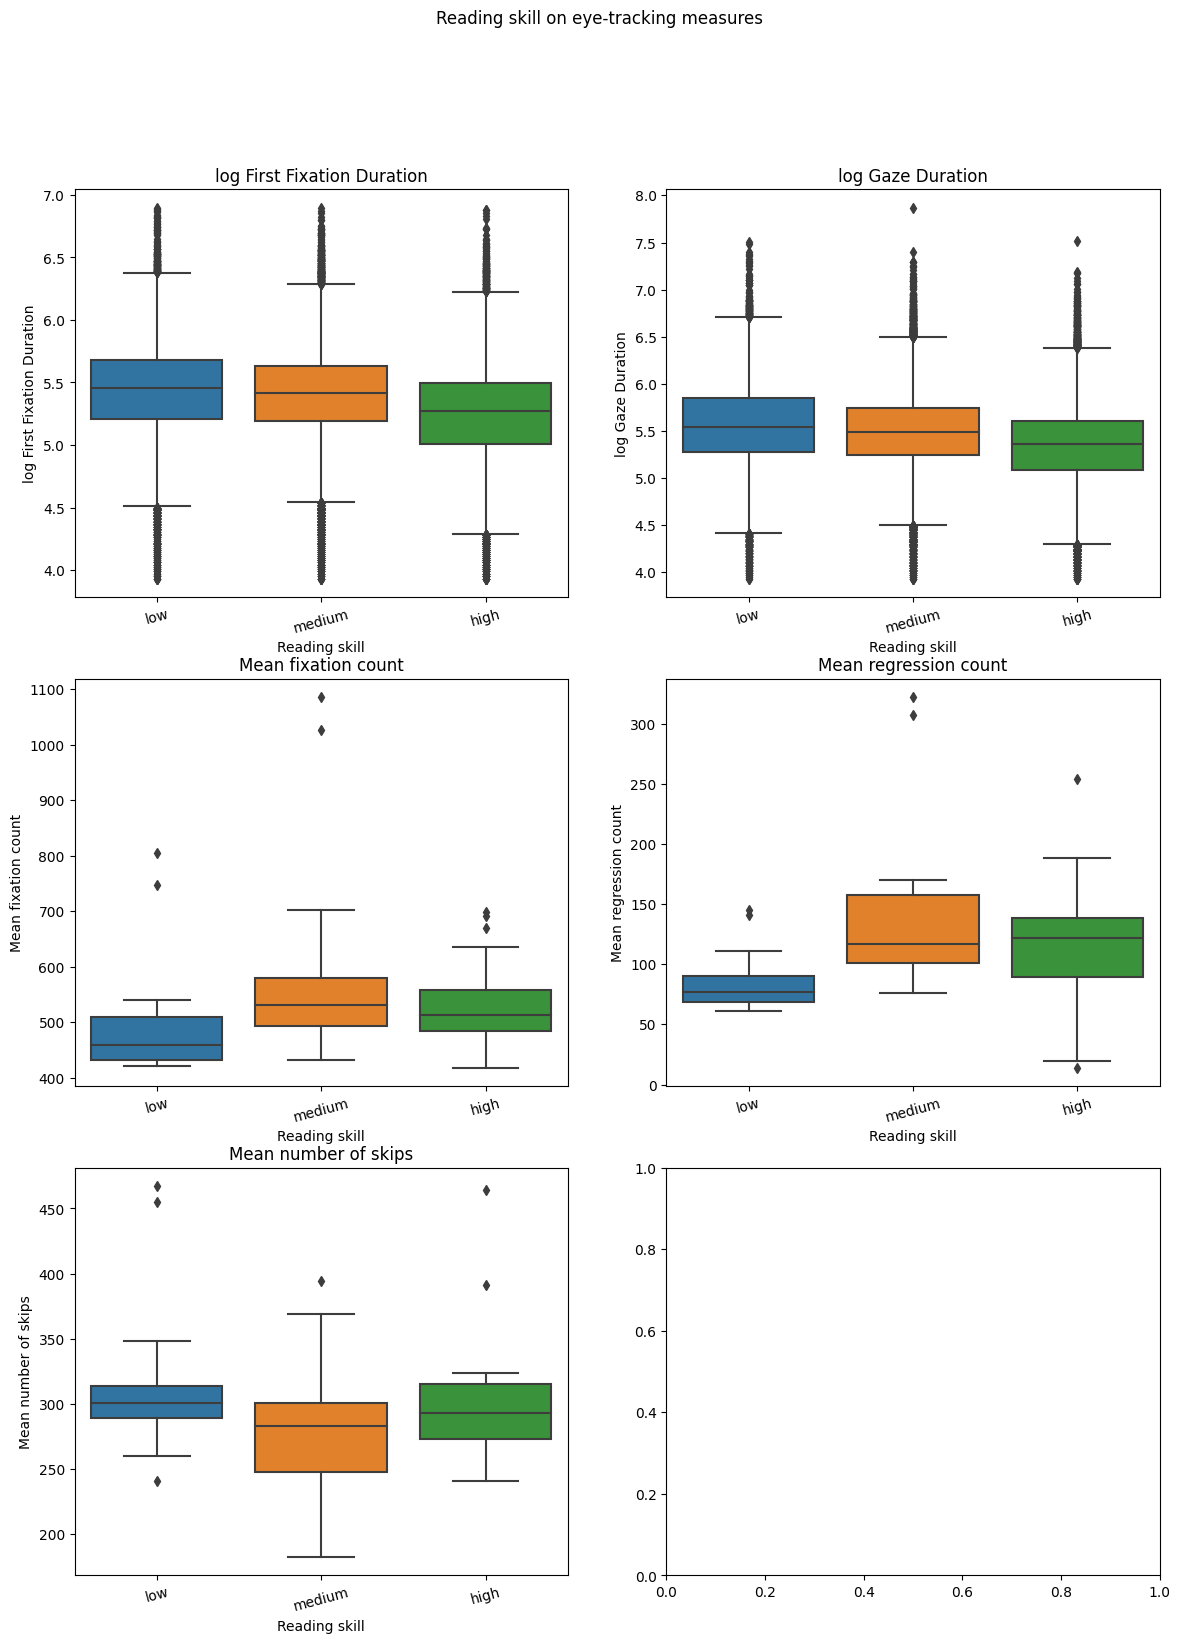 Reading skill on eye-tracking measures
log First Fixation Duration
log First Fixation Duration
7.0
6.5
6.0
5.5
5.0
4.5
4.0
low
medium
high
Reading skill
log Gaze Duration
log Gaze Duration
8.0
7.5
7.0
6.5
6.0
5.5
5.0
4.5
4.0
low
medium
high
Reading skill
Mean fixation count
Mean fixation count
1100
1000
900
800
700
600
500
400
low
medium
high
Reading skill
Mean regression count
Mean regression count
300
250
200
150
100
50
0
low
medium
high
Reading skill
Mean number of skips
Mean number of skips
450
400
350
300
250
200
low
medium
high
Reading skill
1.0
0.8
0.6
0.4
0.2
0.0
0.0 0.2 0.4 0.6 0.8 1.0